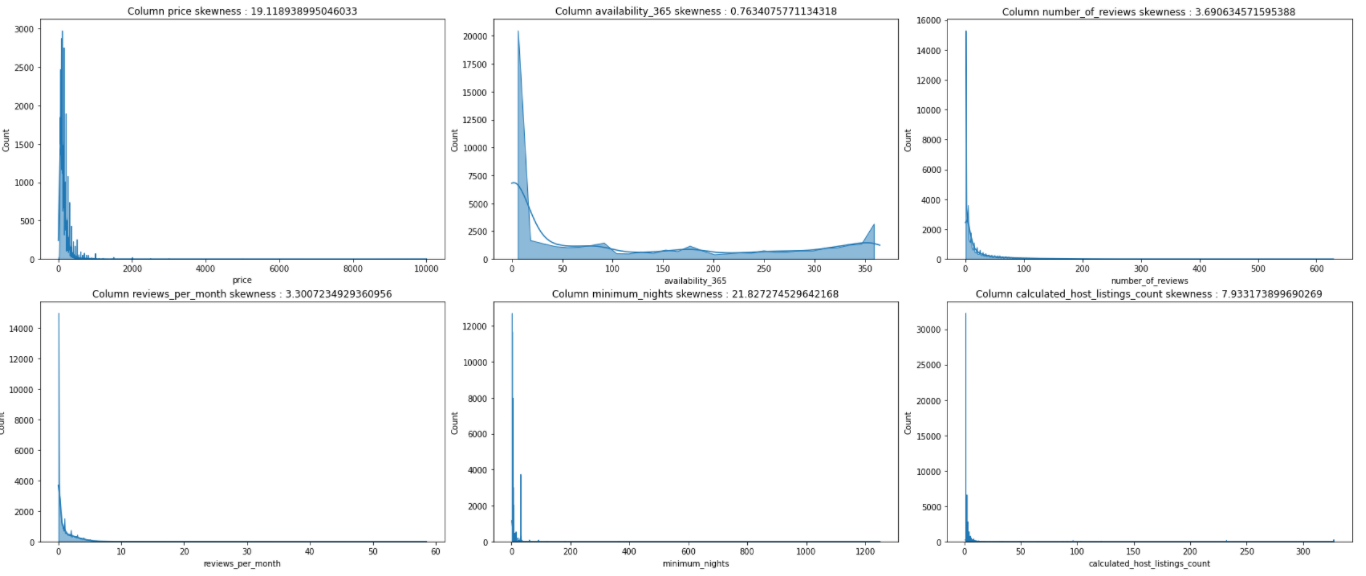 Column price skewness : 19.118938995046033
3000
2500
2000
1500
1000
500
0
Count
0 2000 4000 6000 8000 10000
price
Column availability_365 skewness : 0.7634075771134318
20000
17500
15000
12500
10000
7500
5000
2500
0
Count
0 50 100 150 200 250 300 350
availability_365
Column number_of_reviews skewness : 3.690634571595388
16000
14000
12000
10000
8000
6000
4000
2000
0
Count
0 100 200 300 400 500 600
number_of_reviews
Column reviews_per_month skewness : 3.3007234929360956
14000
12000
10000
8000
6000
4000
2000
0
Count
0 10 20 30 40 50 60
reviews_per_month
Column minimum_nights skewness : 21.827274529642168
12000
10000
8000
6000
4000
2000
0
Count
0 200 400 600 800 1000 1200
minimum_nights
Column calculated_host_listings_count skewness : 7.933173899690269
30000
25000
20000
15000
10000
5000
0
Count
0 50 100 150 200 250 300
calculated_host_listings_count